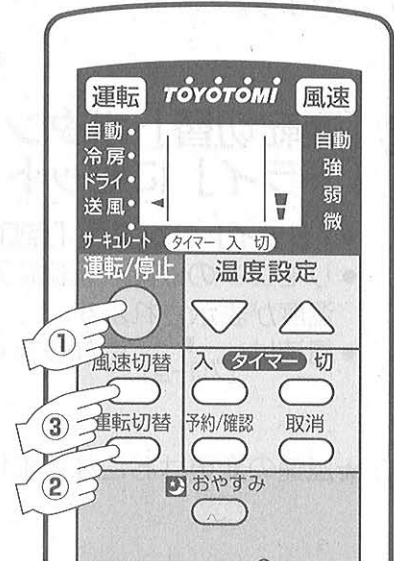 運転 TOYOTOMI 風速
自動
冷房
ドライ
送風
サーキュレート
自動
強
弱
微
タイマー 入 切
運転/停止 温度設定
①
風速切替 入 タイマー 切
③
運転切替 予約/確認 取消
②
おやすみ